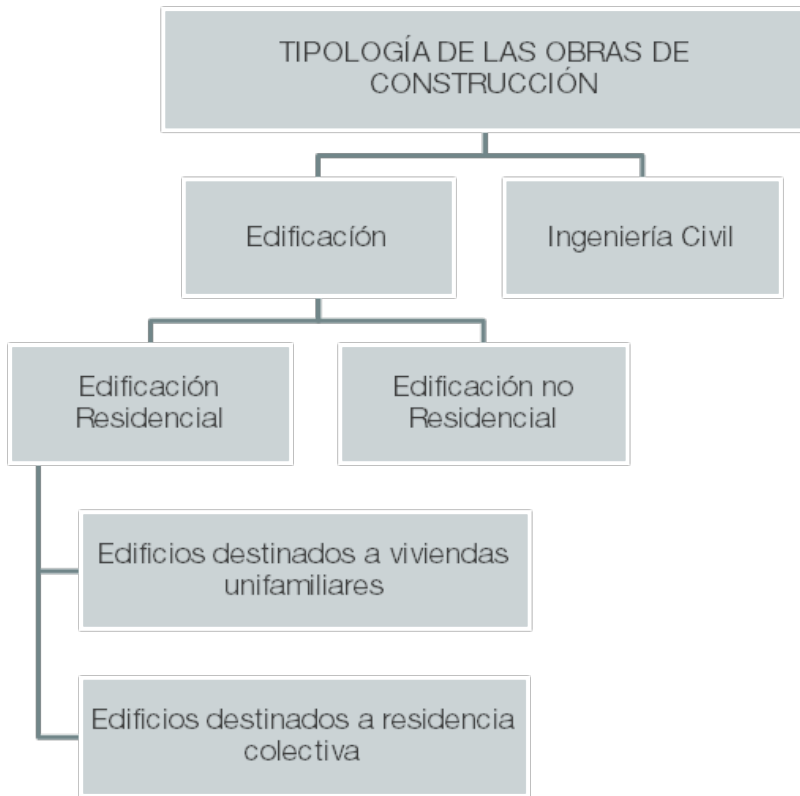 TIPOLOGÍA DE LAS OBRAS DE
CONSTRUCCIÓN
Edificacíón
Ingeniería Civil
Edificación
Residencial
Edificación no
Residencial
Edificios destinados a viviendas
unifamiliares
Edificios destinados a residencia
colectiva